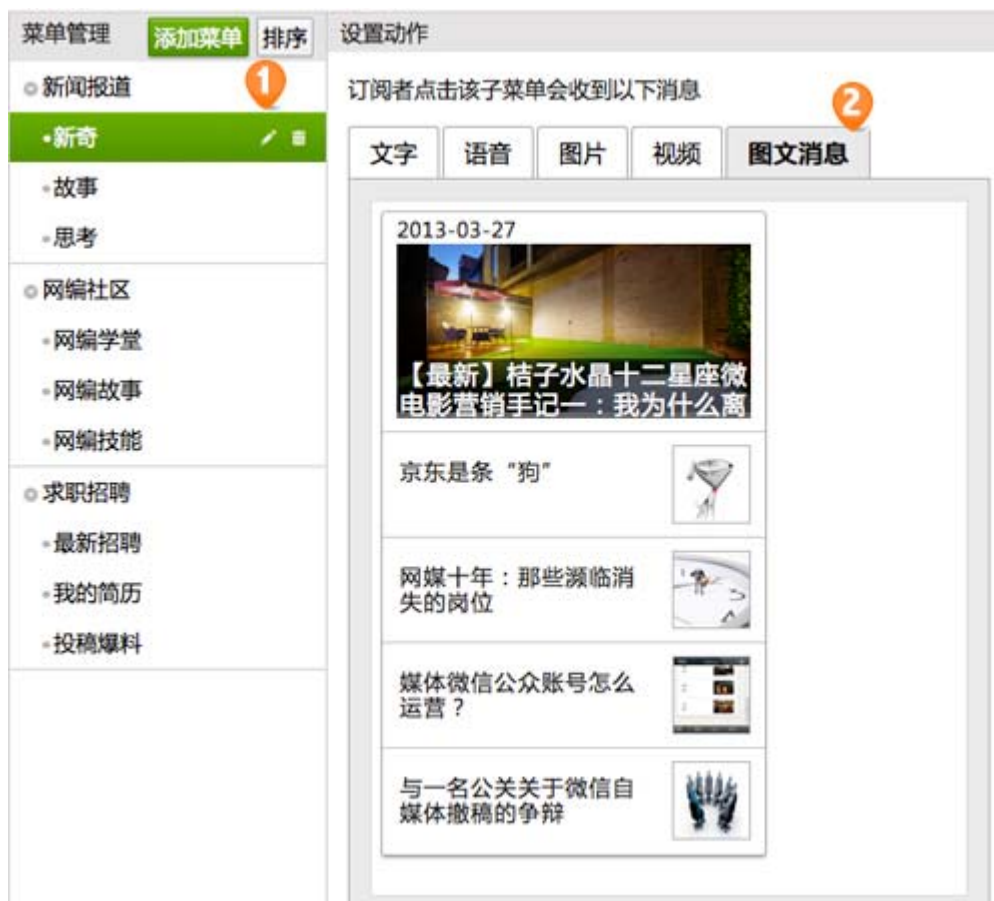 菜单管理 添加菜单 排序
新闻报道
1
新奇
故事
思考
网编社区
网编学堂
网编故事
网编技能
求职招聘
最新招聘
我的简历
投稿爆料
设置动作
订阅者点击该子菜单会收到以下消息
2
文字 语音 图片 视频 图文消息
2013-03-27
【最新】桔子水晶十二星座微
电影营销手记一：我为什么离
京东是条“狗”
网媒十年：那些濒临消
失的岗位
媒体微信公众账号怎么
运营？
与一名公关关于微信自
媒体撤稿的争辩